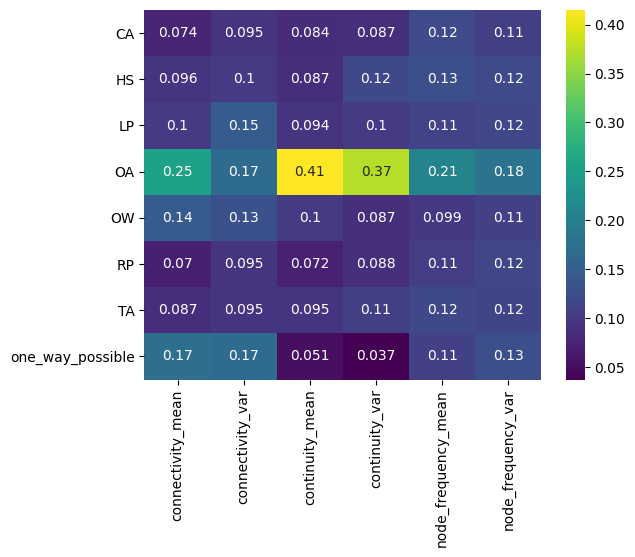 CA 0.074 0.095 0.084 0.087 0.12 0.11
HS 0.096 0.1 0.087 0.12 0.13 0.12
LP 0.1 0.15 0.094 0.1 0.11 0.12
OA 0.25 0.17 0.41 0.37 0.21 0.18
OW 0.14 0.13 0.1 0.087 0.099 0.11
RP 0.07 0.095 0.072 0.088 0.11 0.12
TA 0.087 0.095 0.095 0.11 0.12 0.12
one_way_possible 0.17 0.17 0.051 0.037 0.11 0.13
connectivity_mean
connectivity_var
continuity_mean
continuity_var
node_frequency_mean
node_frequency_var
0.40
0.35
0.30
0.25
0.20
0.15
0.10
0.05